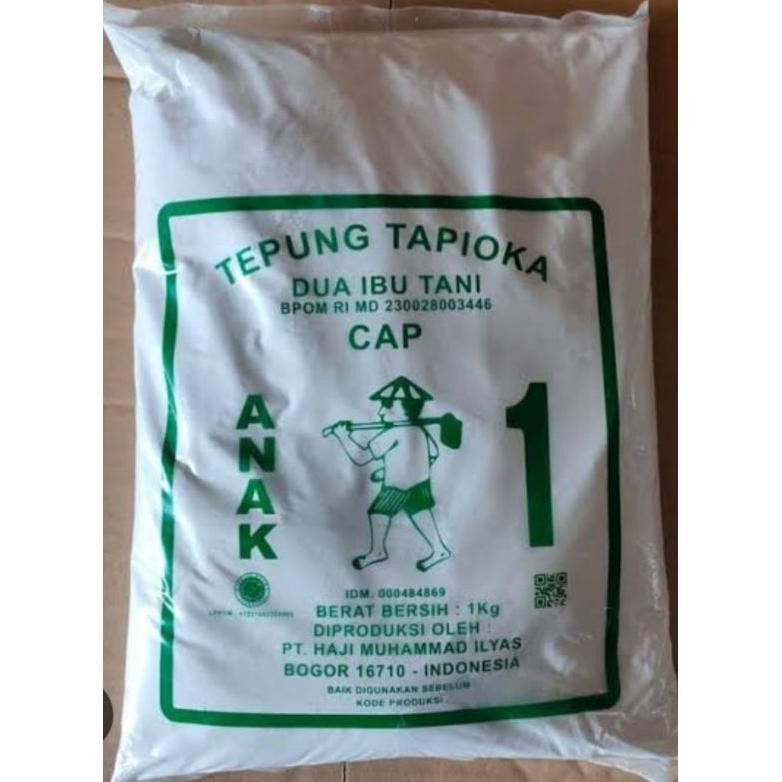 TEPUNG TAPIOKA
DUA IBU TANI
BPOM RI MD 230028003446
CAP
ANAK
1
IDM. 000484869
BERAT BERSIH : 1Kg
DIPRODUKSI OLEH :
PT. HAJI MUHAMMAD ILYAS
BOGOR 16710 - INDONESIA
BAIK DIGUNAKAN SEBELUM
KODE PRODUKSI :